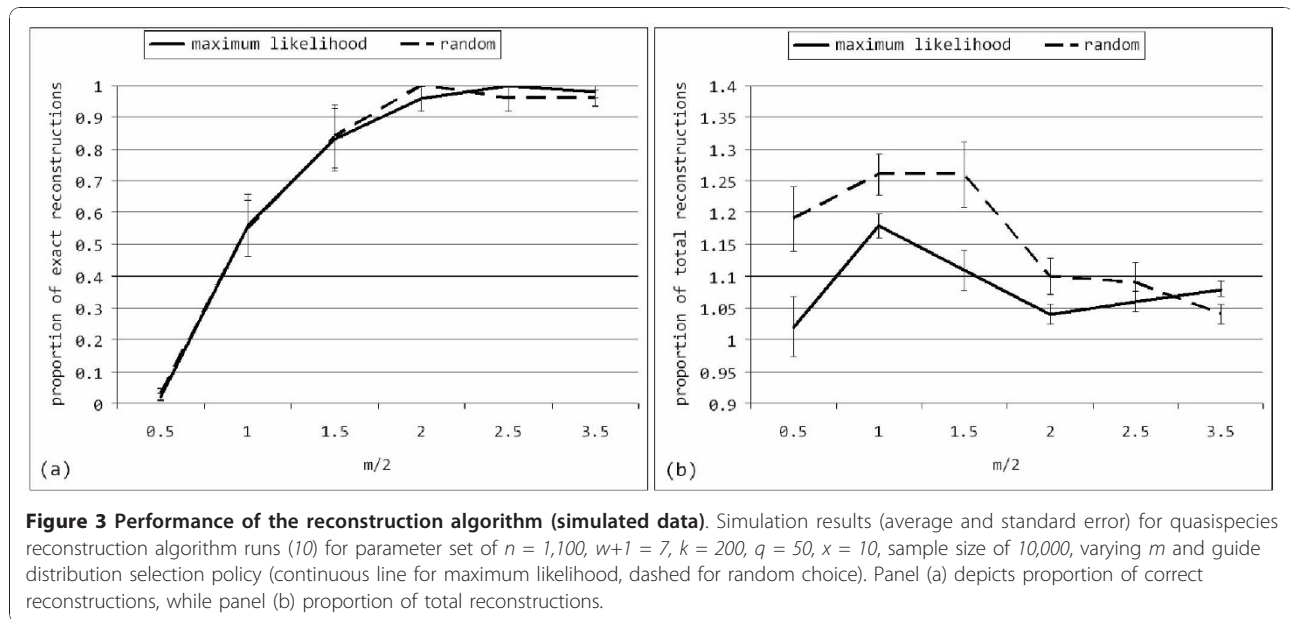 maximum likelihood random
1
0.9
0.8
0.7
0.6
0.5
0.4
0.3
0.2
0.1
0
proportion of exact reconstructions
0.5 1 1.5 2 2.5 3.5
m/2
(a)
maximum likelihood random
1.4
1.35
1.3
1.25
1.2
1.15
1.1
1.05
1
0.95
0.9
proportion of total reconstructions
0.5 1 1.5 2 2.5 3.5
m/2
(b)
Figure 3 Performance of the reconstruction algorithm (simulated data). Simulation results (average and standard error) for quasispecies
reconstruction algorithm runs (10) for parameter set of n = 1,100, w+1 = 7, k = 200, q = 50, x = 10, sample size of 10,000, varying m and guide
distribution selection policy (continuous line for maximum likelihood, dashed for random choice). Panel (a) depicts proportion of correct
reconstructions, while panel (b) proportion of total reconstructions.